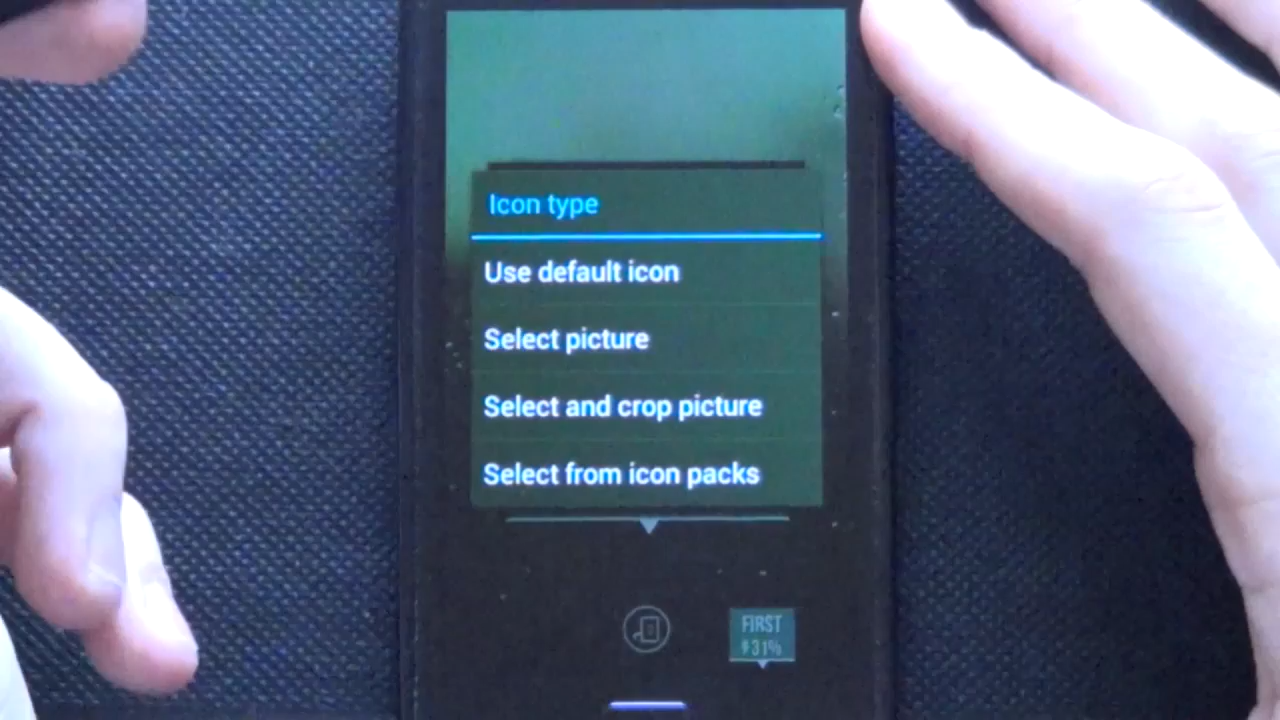 Icon type
Use default icon
Select picture
Select and crop picture
Select from icon packs
FIRST
31%